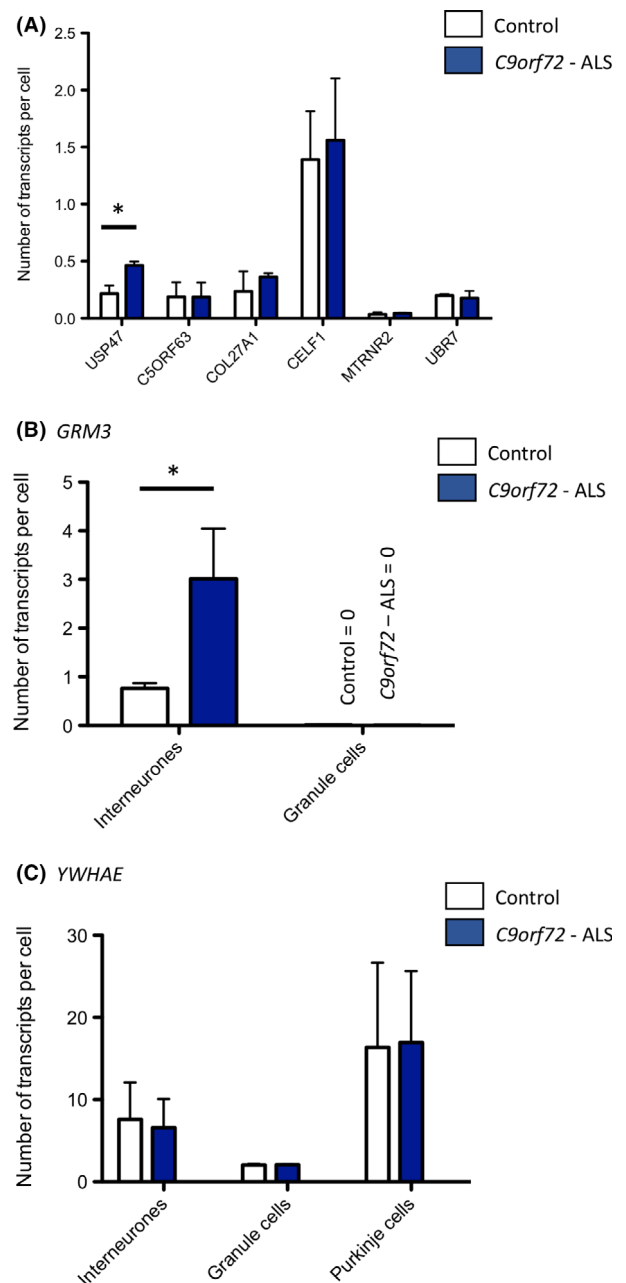 (A)
Control
C9orf72 - ALS
Number of transcripts per cell
2.5
2.0
1.5
1.0
0.5
0.0
*
USP47
C5ORF63
COL27A1
CELF1
MTRNR2
UBR7
(B) GRM3
Control
C9orf72 - ALS
Number of transcripts per cell
5
4
3
2
1
0
*
Control = 0
C9orf72 – ALS = 0
Interneurones
Granule cells
(C) YWHAE
Control
C9orf72 - ALS
Number of transcripts per cell
30
20
10
0
Interneurones
Granule cells
Purkinje cells